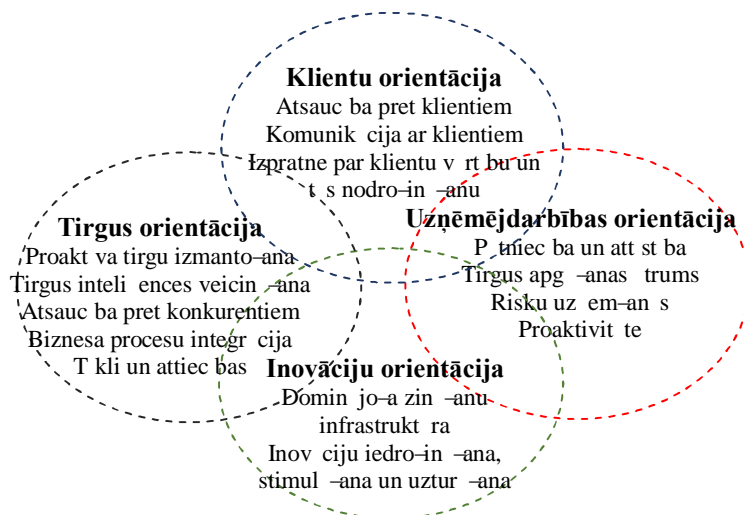 Klientu orientācija
Atsauc ba pret klientiem
Komunik cija ar klientiem
Izpratne par klientu v rt bu un
t s nodro–in –anu
Tirgus orientācija
Proakt va tirgu izmanto–ana
Tirgus inteli ences veicin –ana
Atsauc ba pret konkurentiem
Biznesa procesu integr cija
T kli un attiec bas
Uzņēmējdarbības orientācija
P tniec ba un att st ba
Tirgus apg –anas trums
Risku uz em–an s
Proaktivit te
Inovāciju orientācija
Domin jo–a zin –anu
infrastrukt ra
Inov ciju iedro–in –ana,
stimul –ana un uztur –ana